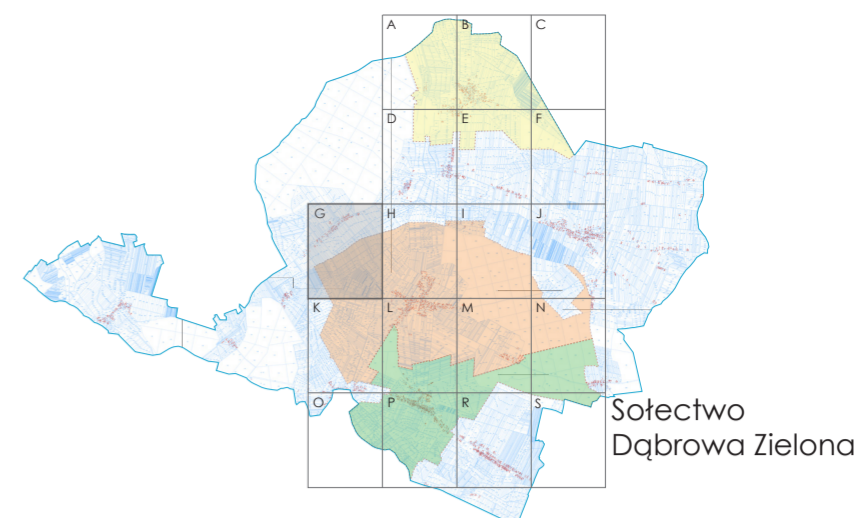 A B C
D E F
G H I J
K L M N
O P R S
Sołectwo
Dąbrowa Zielona